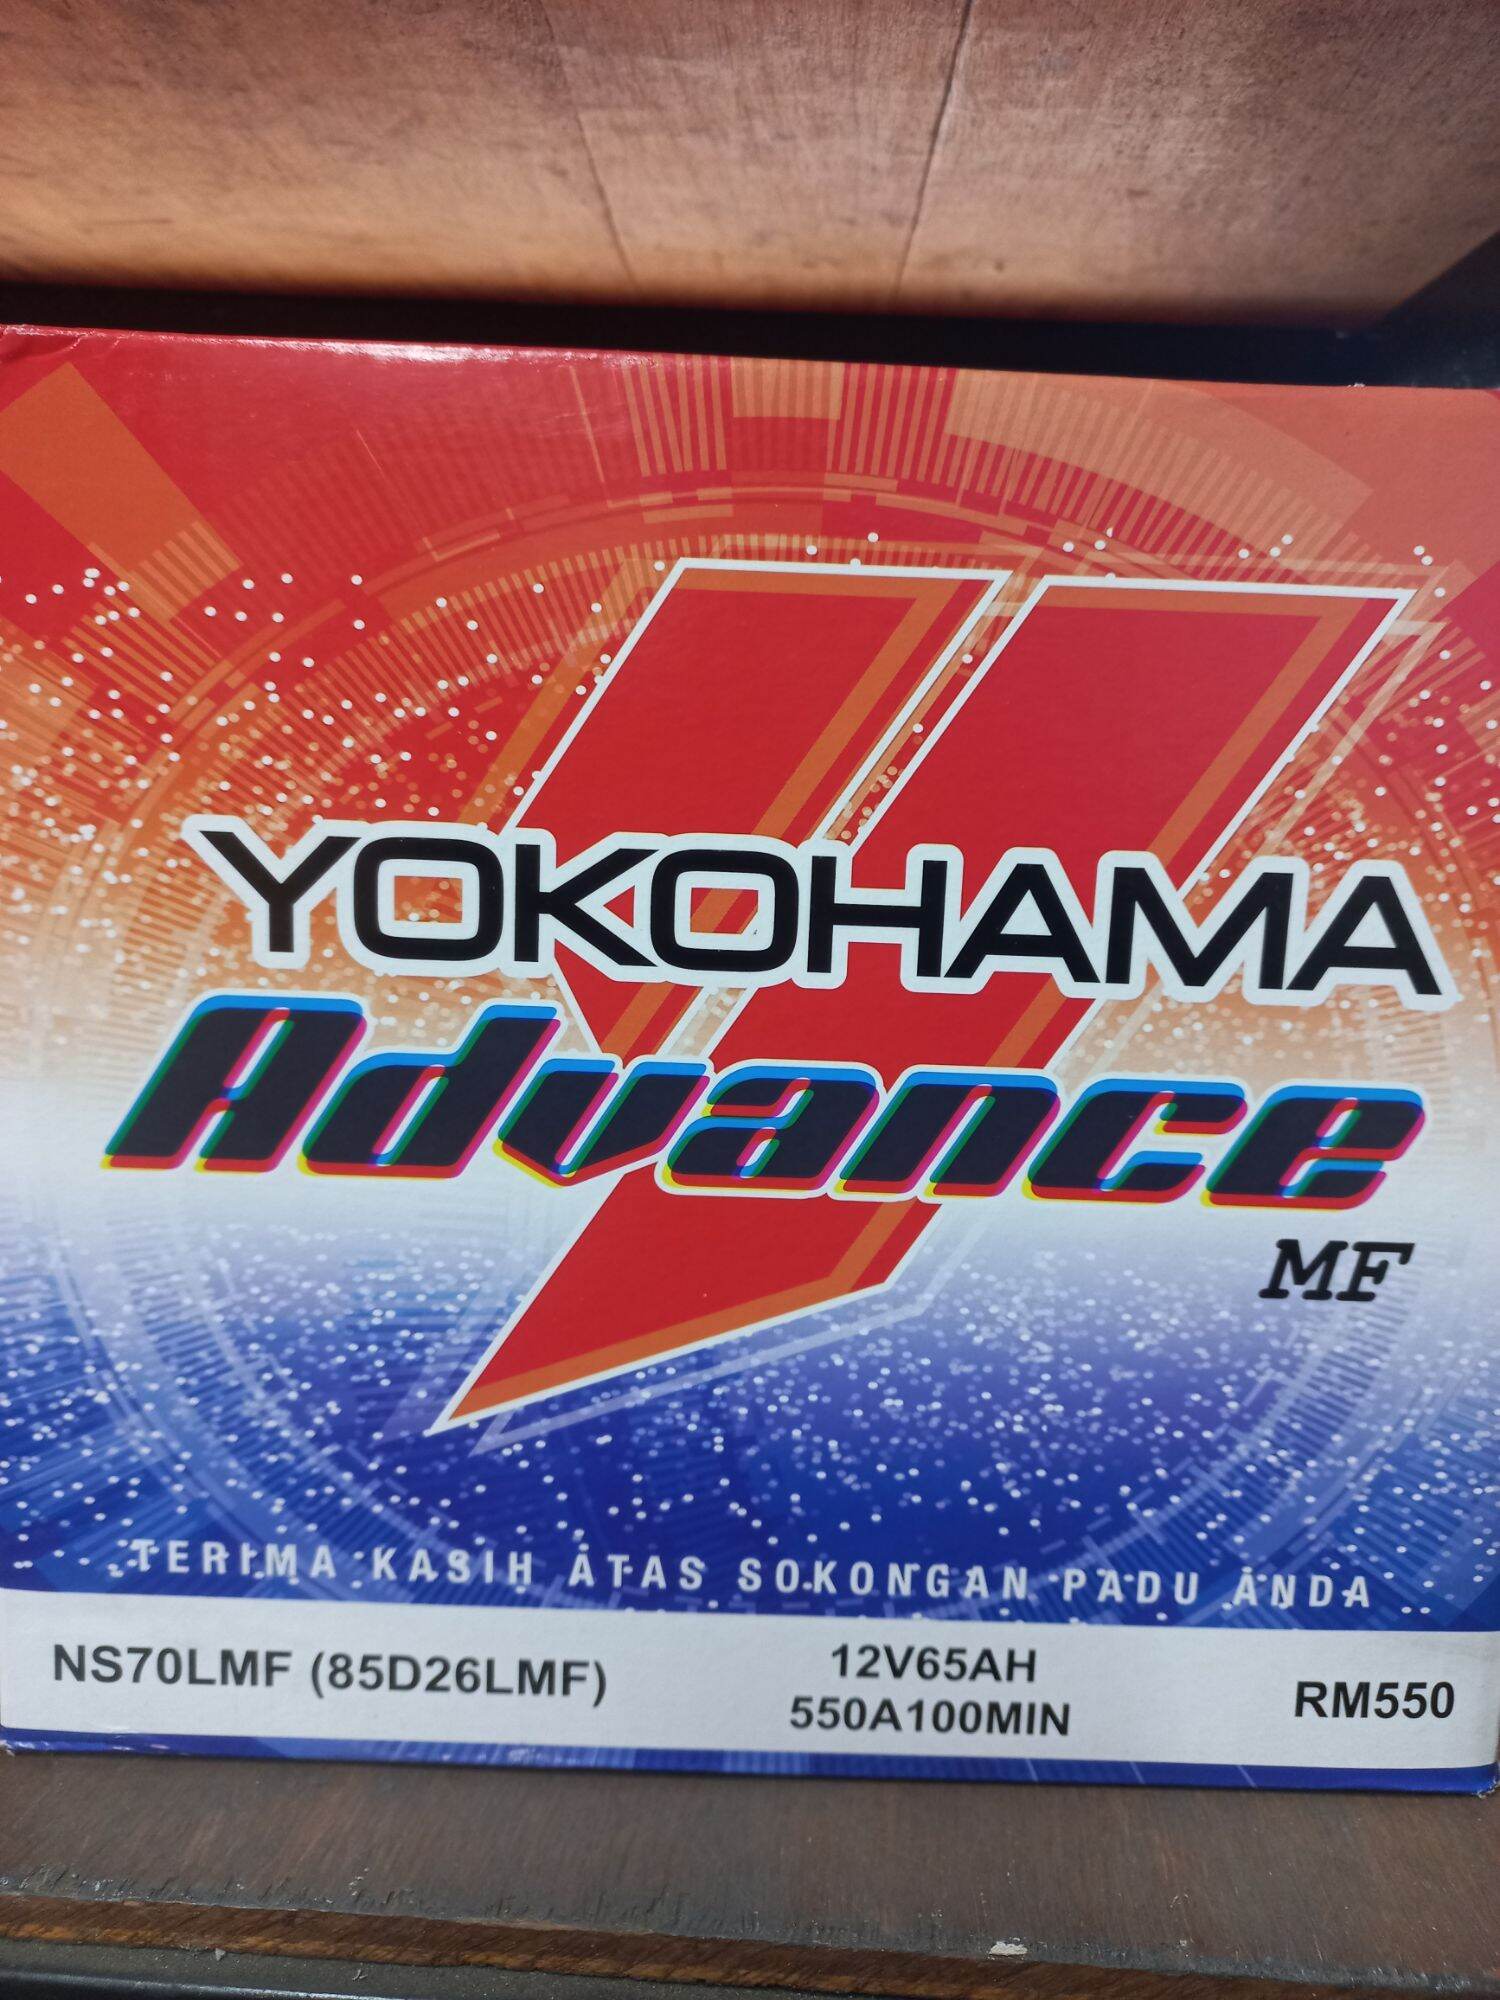 YOKOHAMA
Advance
MF
TERIMA KASIH ATAS SOKONGAN PADU ANDA
NS70LMF (85D26LMF)
12V65AH
550A100MIN
RM550